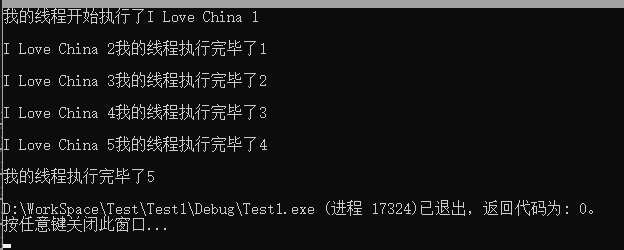 我的线程开始执行了I Love China 1
I Love China 2我的线程执行完毕了1
I Love China 3我的线程执行完毕了2
I Love China 4我的线程执行完毕了3
I Love China 5我的线程执行完毕了4
我的线程执行完毕了5
D:\WorkSpace\Test\Test1\Debug\Test1.exe (进程 17324)已退出，返回代码为: 0。
按任意键关闭此窗口...